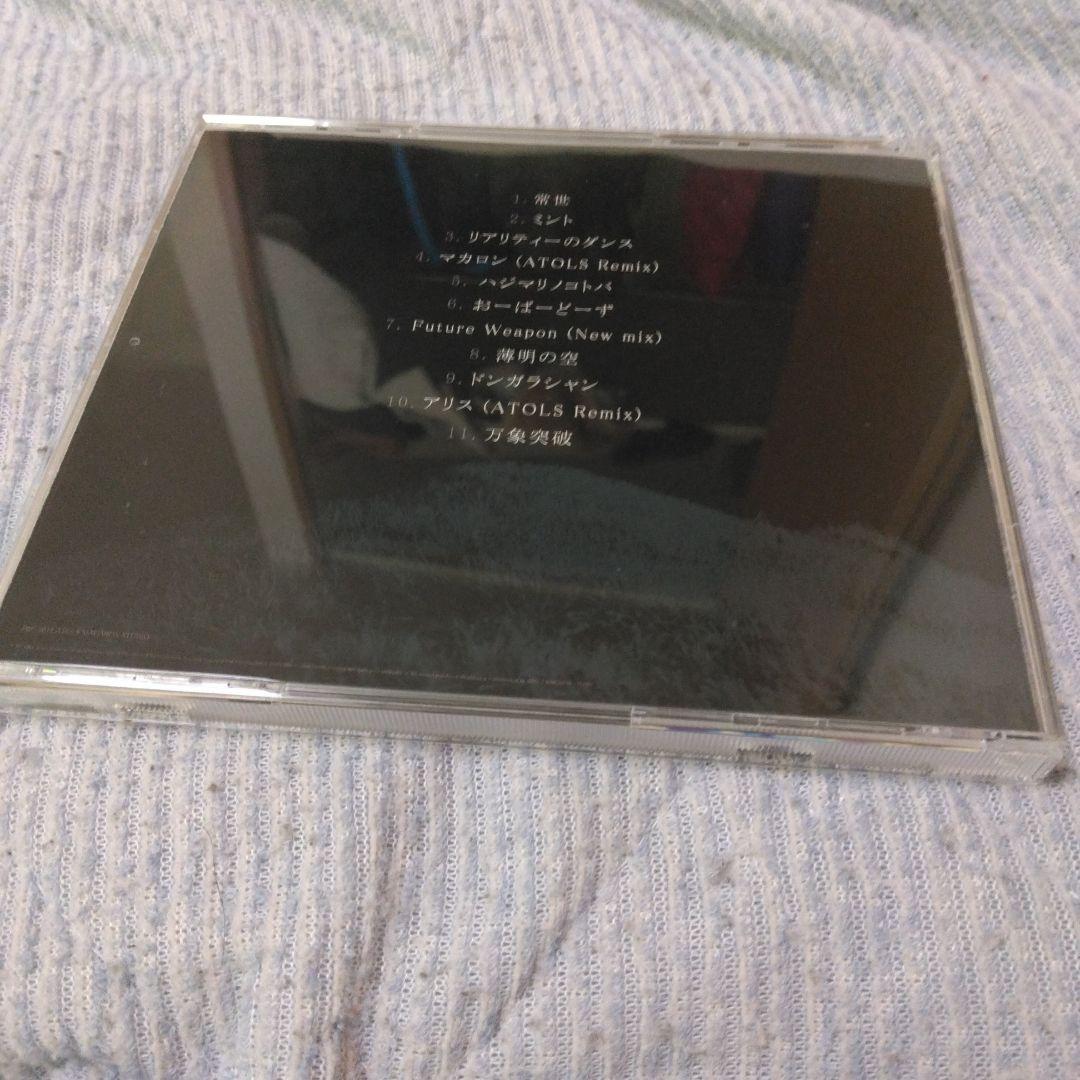 1. 常世
2. ミント
3. リアリティーのダンス
4. マカロン (ATOLS Remix)
5. ハジマリノコトバ
6. おーばーどーず
7. Future Weapon (New mix)
8. 薄明の空
9. ドンガラシャン
10. アリス (ATOLS Remix)
11. 万象突破